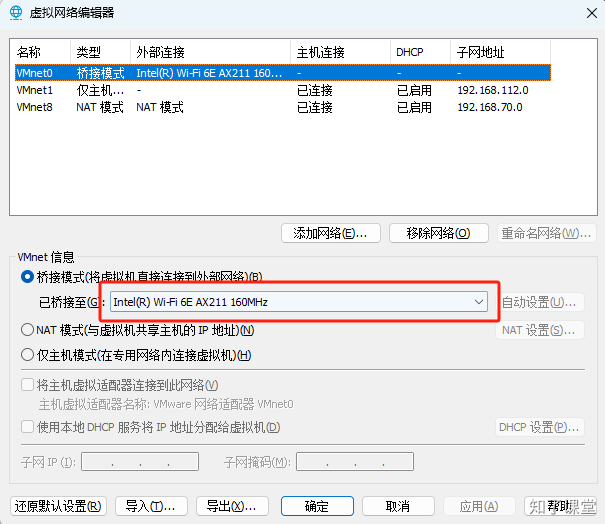 虚拟网络编辑器
名称 类型 外部连接 主机连接 DHCP 子网地址
VMnet0 桥接模式 Intel(R) Wi-Fi 6E AX211 160... - - -
VMnet1 仅主机... - 已连接 已启用 192.168.112.0
VMnet8 NAT 模式 NAT 模式 已连接 已启用 192.168.70.0
添加网络(E)... 移除网络(O) 重命名网络(W)...
VMnet 信息
桥接模式(将虚拟机直接连接到外部网络)(B)
已桥接至(G): Intel(R) Wi-Fi 6E AX211 160MHz 自动设置(U)...
NAT 模式(与虚拟机共享主机的 IP 地址)(N) NAT 设置(S)...
仅主机模式(在专用网络内连接虚拟机)(H)
将主机虚拟适配器连接到此网络(V)
主机虚拟适配器名称: VMware 网络适配器 VMnet0
使用本地 DHCP 服务将 IP 地址分配给虚拟机(D) DHCP 设置(P)...
子网 IP (I): . . . 子网掩码(M): . . .
还原默认设置(R) 导入(T)... 导出(X)... 确定 取消 应用(A) 帮助
知乎课堂